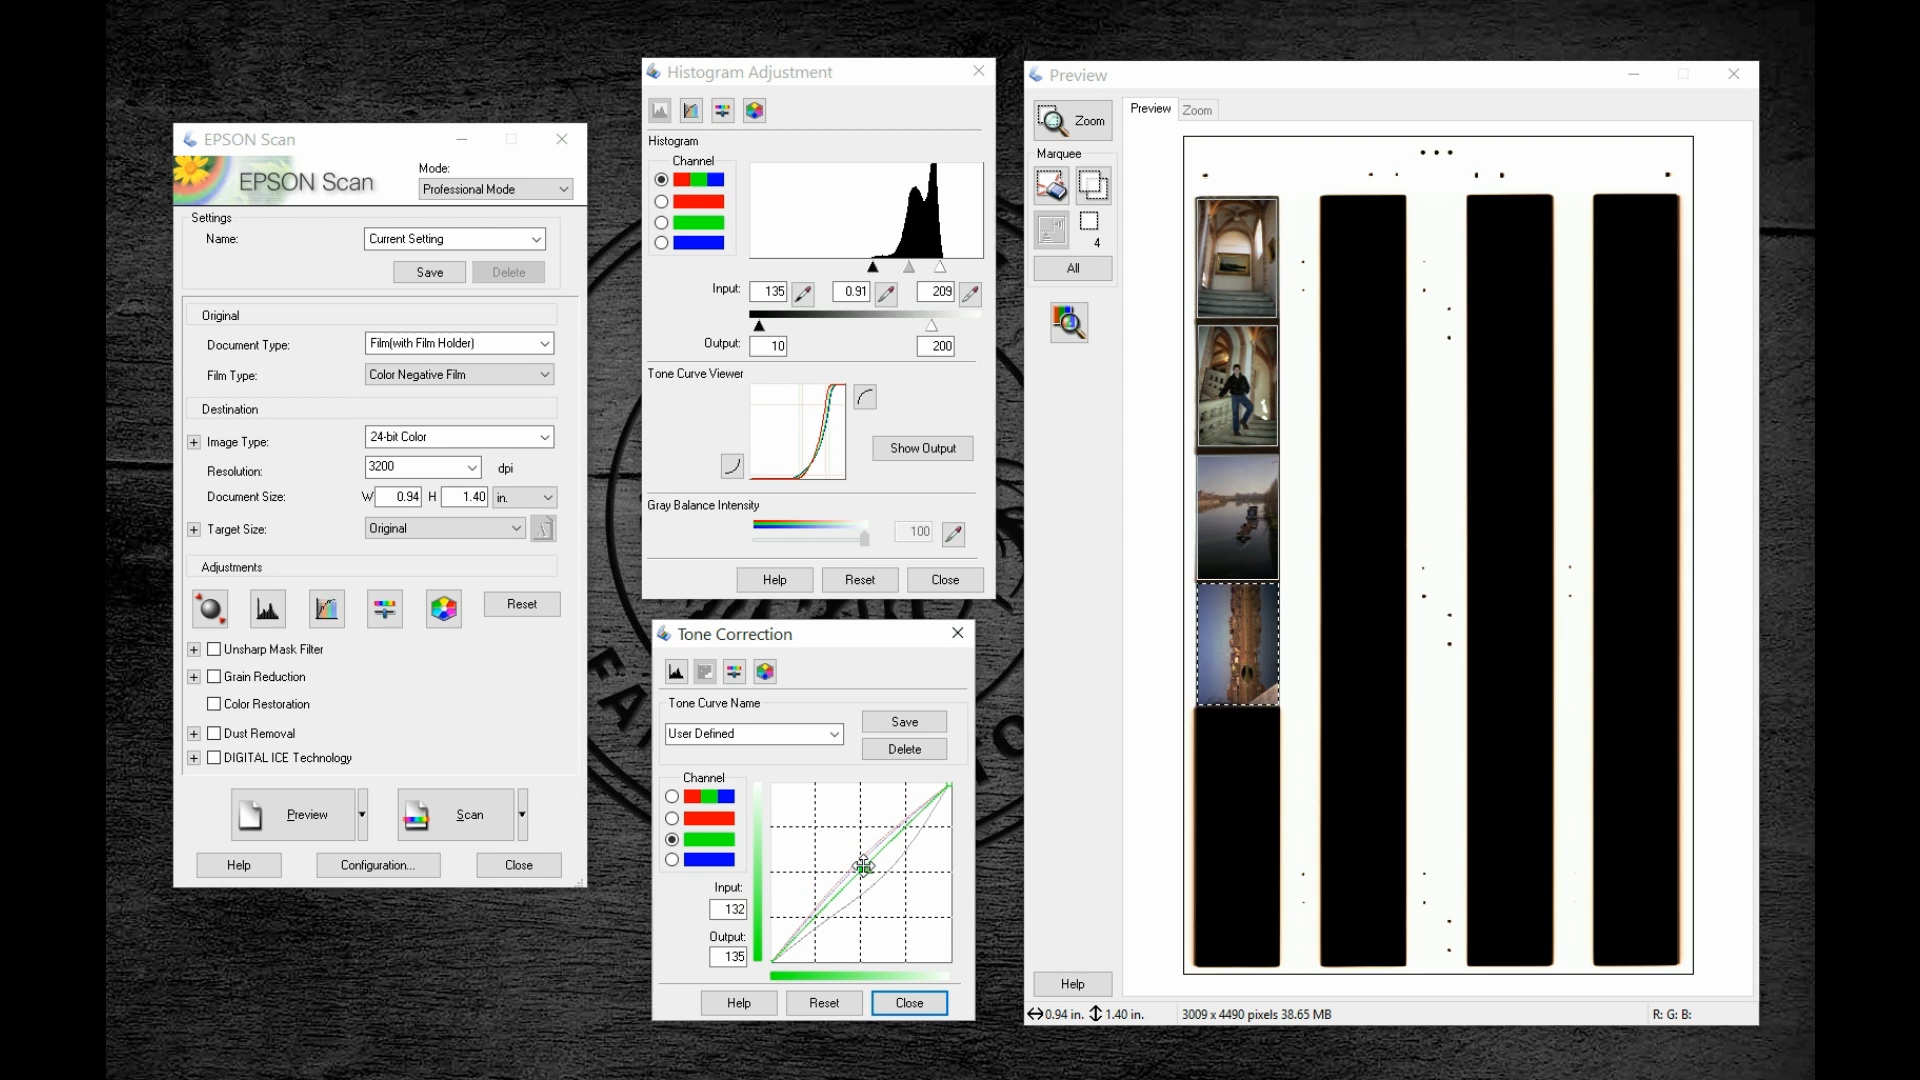 EPSON Scan
EPSON Scan
Mode:
Professional Mode
Settings
Name:
Current Setting
Save
Delete
Original
Document Type:
Film(with Film Holder)
Film Type:
Color Negative Film
Destination
Image Type:
24-bit Color
Resolution:
3200
dpi
Document Size:
W
0.94
H
1.40
in.
Target Size:
Original
Adjustments
Reset
Unsharp Mask Filter
Grain Reduction
Color Restoration
Dust Removal
DIGITAL ICE Technology
Preview
Scan
Help
Configuration...
Close
Histogram Adjustment
Histogram
Channel
Input:
135
0.91
209
Output:
10
200
Tone Curve Viewer
Show Output
Gray Balance Intensity
100
Help
Reset
Close
Tone Correction
Tone Curve Name
User Defined
Save
Delete
Channel
Input:
132
Output:
135
Help
Reset
Close
Preview
Zoom
Marquee
4
All
Help
Preview
Zoom
0.94 in.
1.40 in.
3009 x 4490 pixels 38.65 MB
R: G: B: